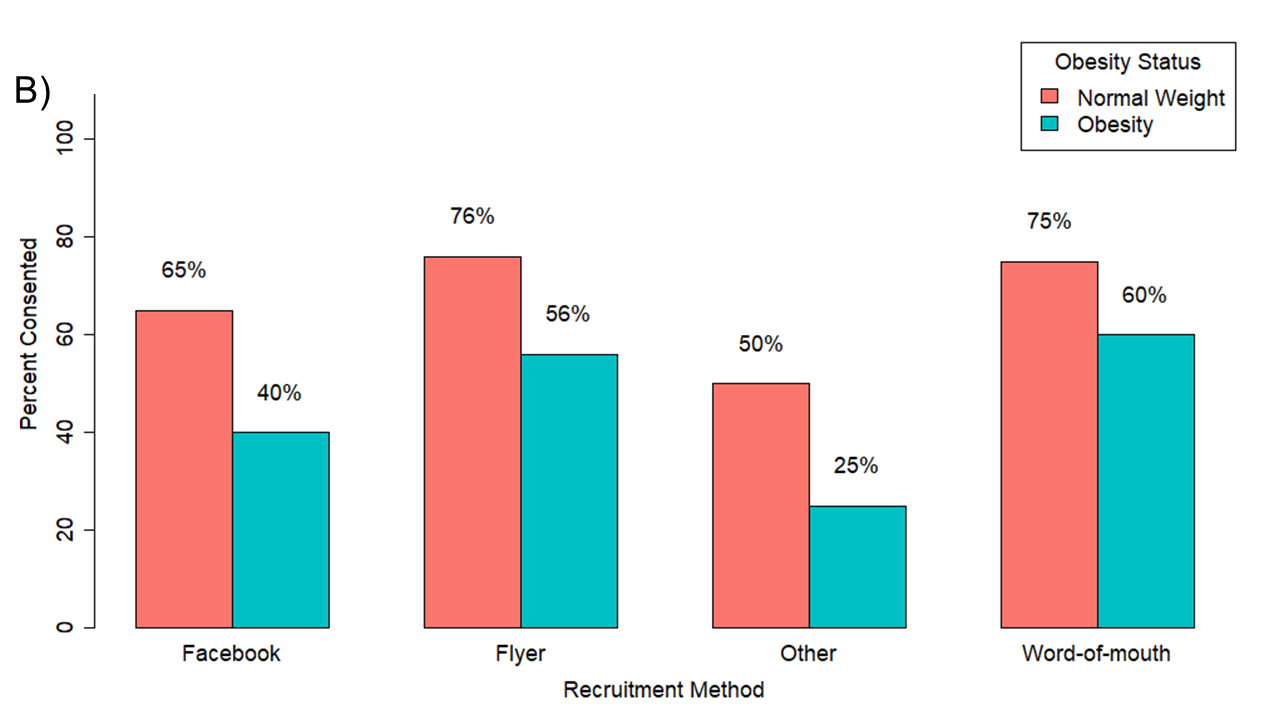 B)
Obesity Status
Normal Weight
Obesity
Percent Consented
100
80
60
40
20
0
65%
40%
76%
56%
50%
25%
75%
60%
Facebook
Flyer
Other
Word-of-mouth
Recruitment Method